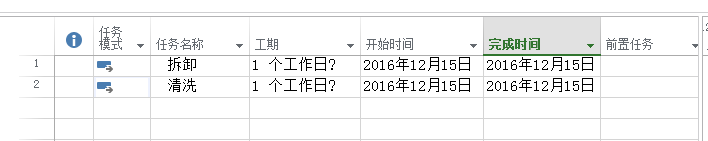 任务
模式 任务名称 工期 开始时间 完成时间 前置任务
1 拆卸 1 个工作日? 2016年12月15日 2016年12月15日
2 清洗 1 个工作日? 2016年12月15日 2016年12月15日